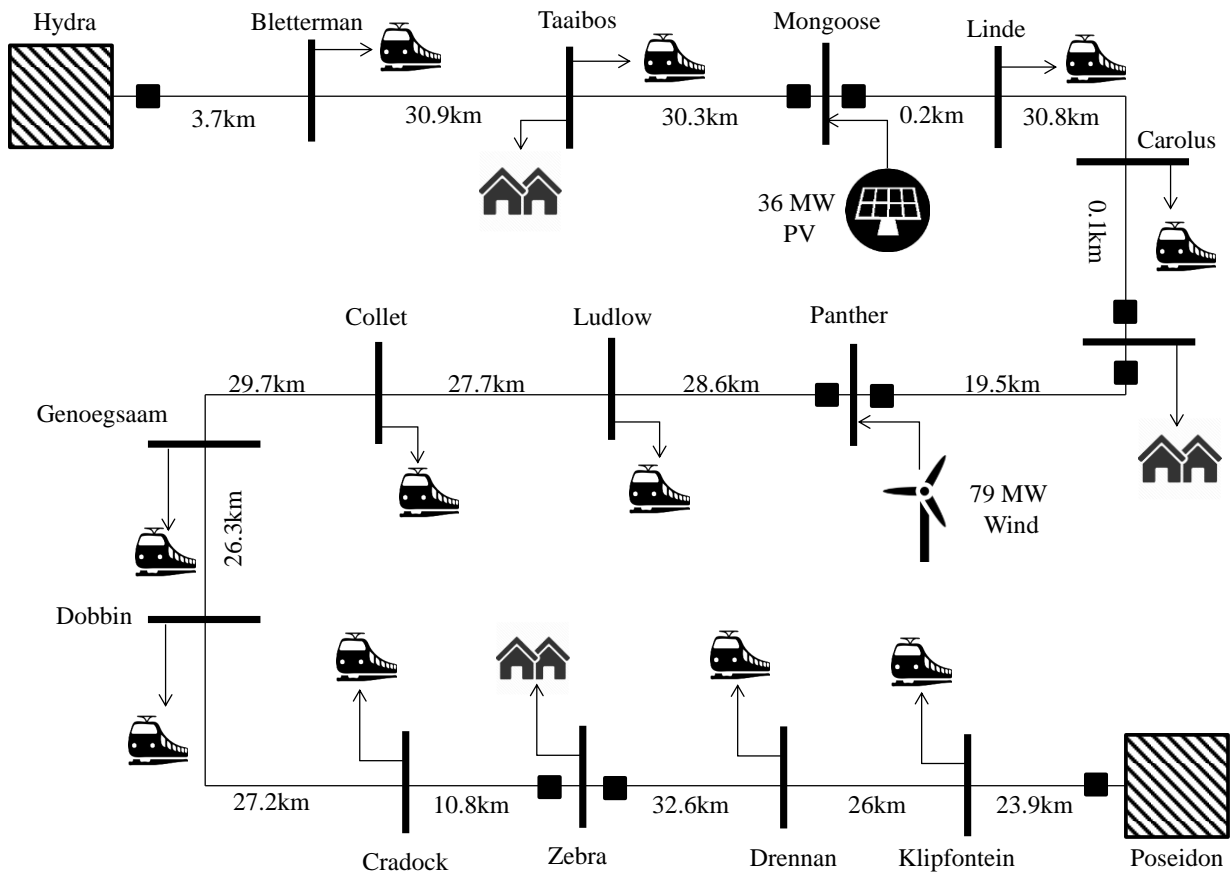 Hydra
Bletterman
Taaibos
Mongoose
Linde
3.7km
30.9km
30.3km
0.2km
30.8km
Carolus
36 MW
PV
0.1km
Collet
Ludlow
Panther
29.7km
27.7km
28.6km
19.5km
Genoegsaam
79 MW
Wind
26.3km
Dobbin
27.2km
10.8km
32.6km
26km
23.9km
Cradock
Zebra
Drennan
Klipfontein
Poseidon